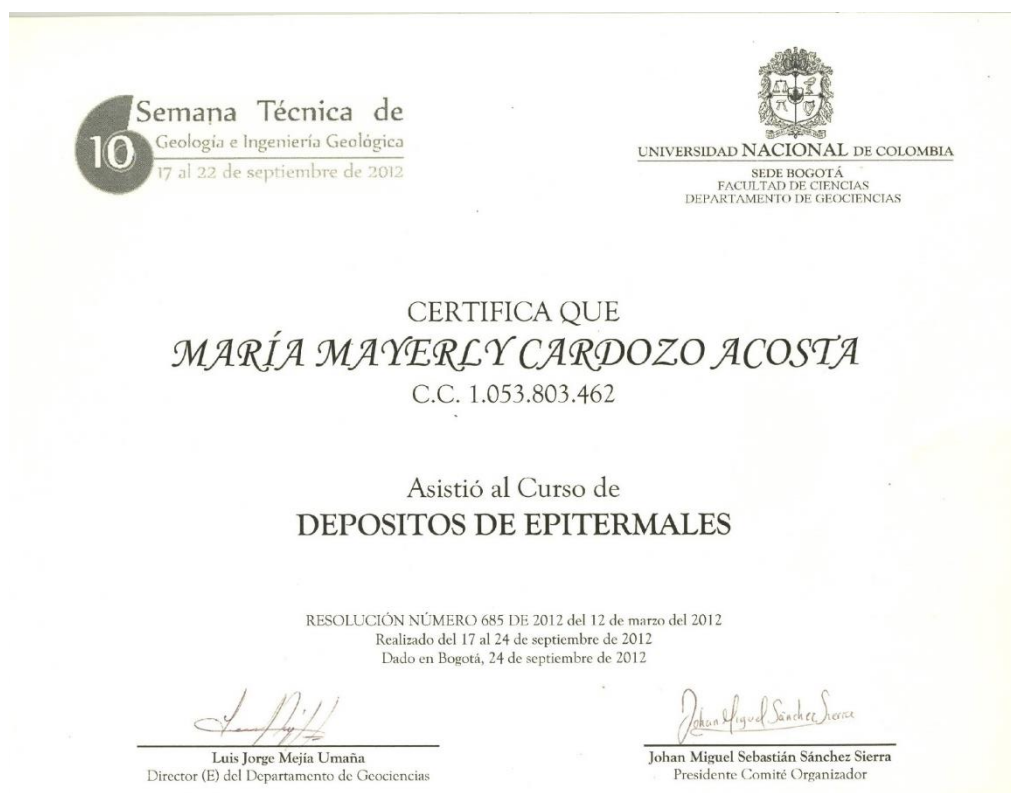 10
Semana Técnica de
Geología e Ingeniería Geológica
17 al 22 de septiembre de 2012
UNIVERSIDAD NACIONAL DE COLOMBIA
SEDE BOGOTÁ
FACULTAD DE CIENCIAS
DEPARTAMENTO DE GEOCIENCIAS
CERTIFICA QUE
MARÍA MAYERLY CARDOZO ACOSTA
C.C. 1.053.803.462
Asistió al Curso de
DEPOSITOS DE EPITERMALES
RESOLUCIÓN NÚMERO 685 DE 2012 del 12 de marzo del 2012
Realizado del 17 al 24 de septiembre de 2012
Dado en Bogotá, 24 de septiembre de 2012
Johan Miguel Sánchez Sierra
Luis Jorge Mejía Umaña
Director (E) del Departamento de Geociencias
Johan Miguel Sebastián Sánchez Sierra
Presidente Comité Organizador